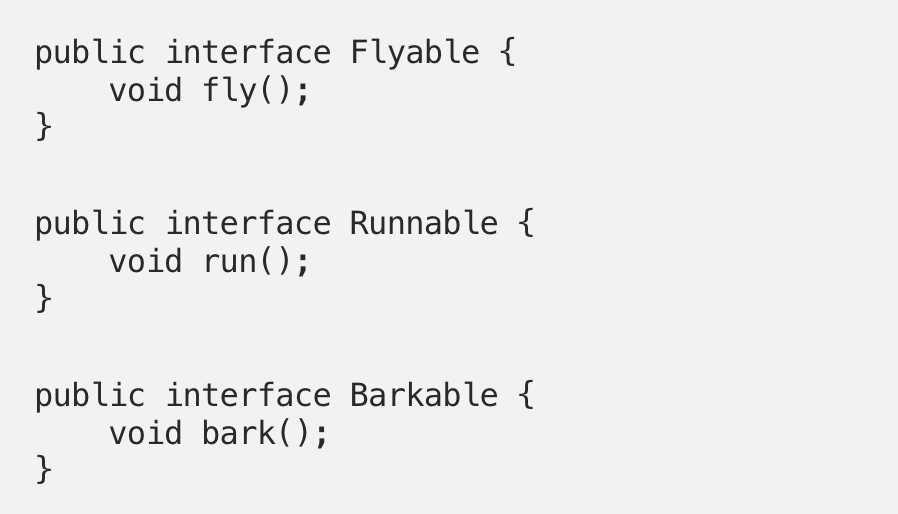 public interface Flyable {
    void fly();
}
public interface Runnable {
    void run();
}
public interface Barkable {
    void bark();
}